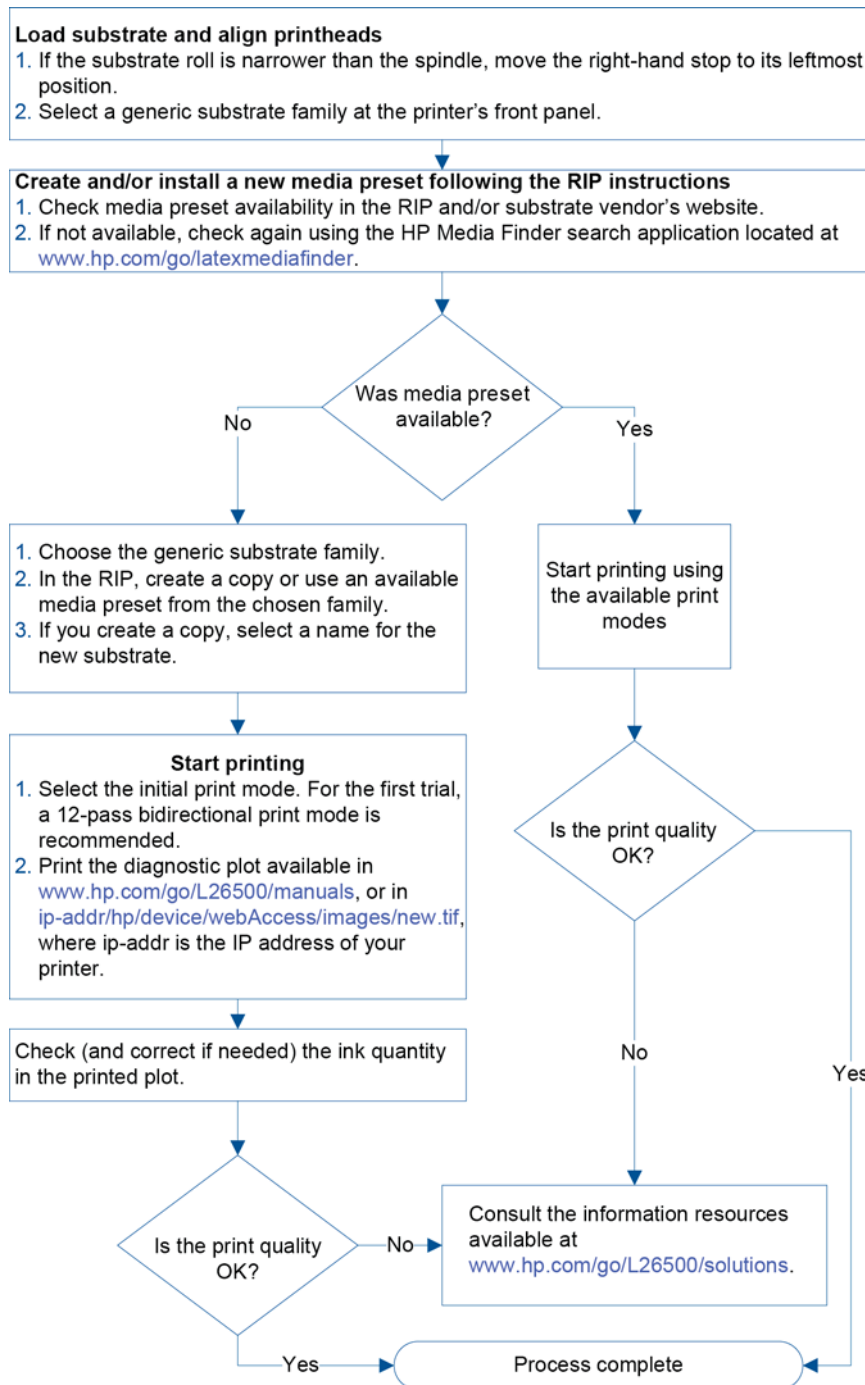 Load substrate and align printheads
1. If the substrate roll is narrower than the spindle, move the right-hand stop to its leftmost
position.
2. Select a generic substrate family at the printer's front panel.
Create and/or install a new media preset following the RIP instructions
1. Check media preset availability in the RIP and/or substrate vendor's website.
2. If not available, check again using the HP Media Finder search application located at
www.hp.com/go/latexmediafinder.
Was media preset
available?
No
Yes
1. Choose the generic substrate family.
2. In the RIP, create a copy or use an available
media preset from the chosen family.
3. If you create a copy, select a name for the
new substrate.
Start printing using
the available print
modes
Start printing
1. Select the initial print mode. For the first trial,
a 12-pass bidirectional print mode is
recommended.
2. Print the diagnostic plot available in
www.hp.com/go/L26500/manuals, or in
ip-addr/hp/device/webAccess/images/new.tif,
where ip-addr is the IP address of your
printer.
Is the print quality
OK?
Check (and correct if needed) the ink quantity
in the printed plot.
No
Yes
Is the print quality
OK?
No
Consult the information resources
available at
www.hp.com/go/L26500/solutions.
Yes
Process complete